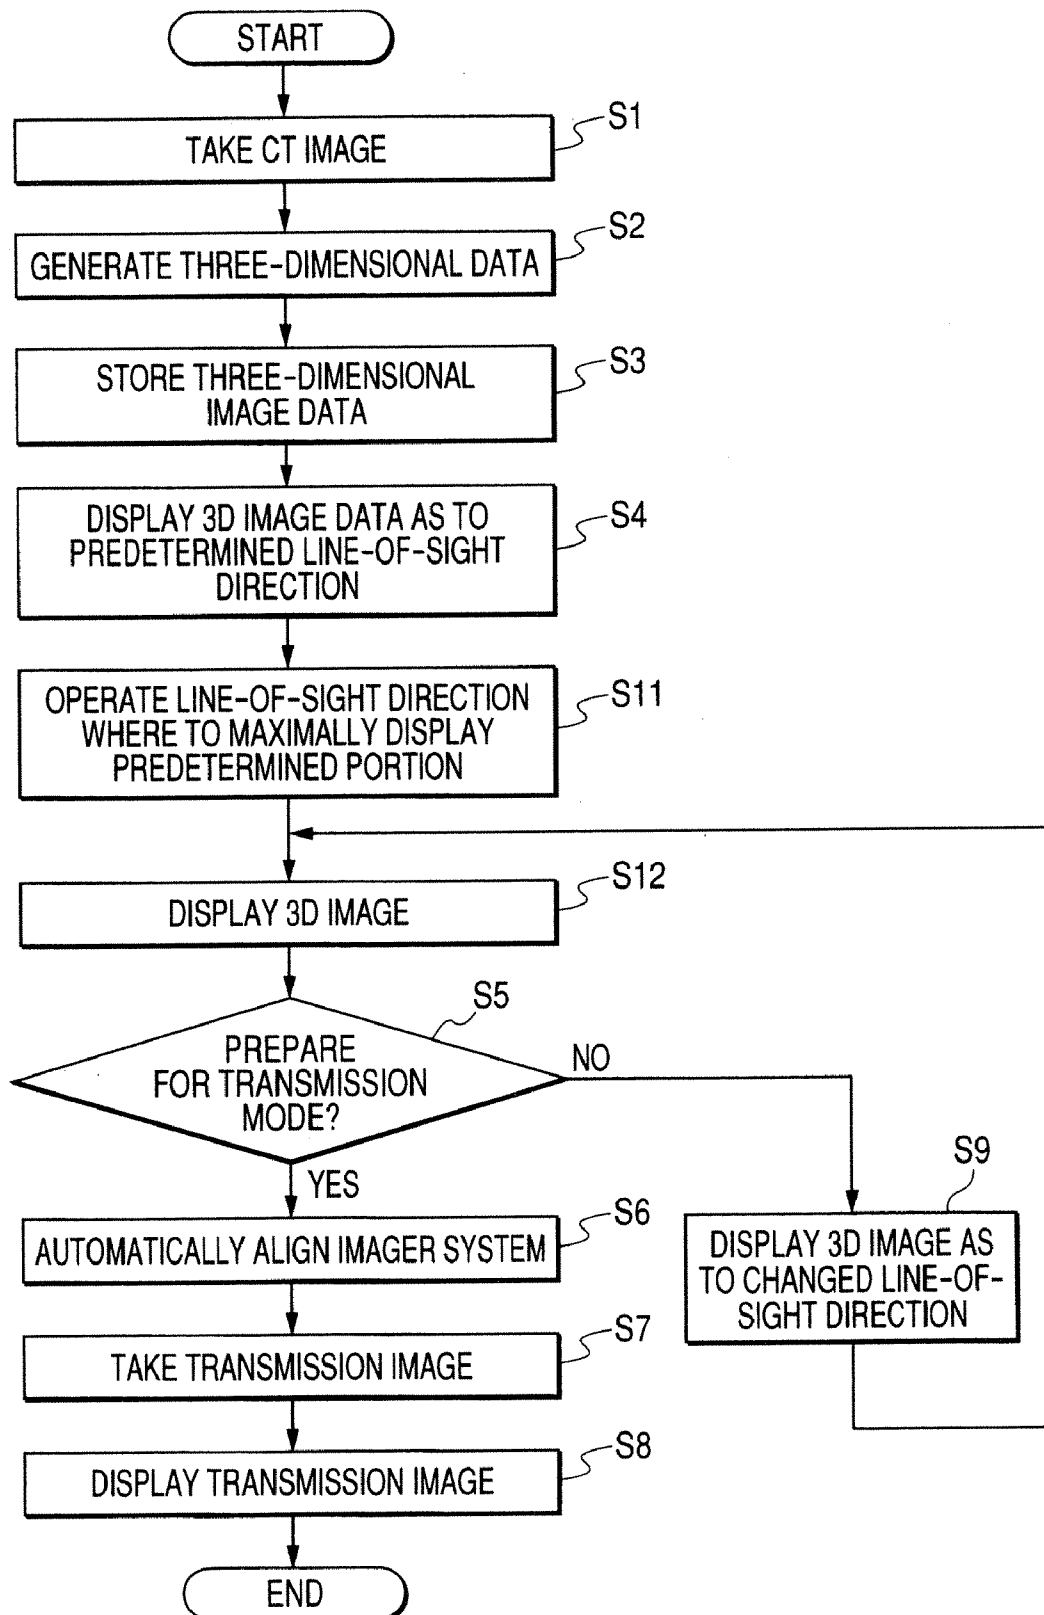 START
S1
TAKE CT IMAGE
S2
GENERATE THREE-DIMENSIONAL DATA
S3
STORE THREE-DIMENSIONAL
IMAGE DATA
S4
DISPLAY 3D IMAGE DATA AS TO
PREDETERMINED LINE-OF-SIGHT
DIRECTION
S11
OPERATE LINE-OF-SIGHT DIRECTION
WHERE TO MAXIMALLY DISPLAY
PREDETERMINED PORTION
S12
DISPLAY 3D IMAGE
S5
PREPARE
FOR TRANSMISSION
MODE?
NO
YES
S9
DISPLAY 3D IMAGE AS
TO CHANGED LINE-OF-
SIGHT DIRECTION
S6
AUTOMATICALLY ALIGN IMAGER SYSTEM
S7
TAKE TRANSMISSION IMAGE
S8
DISPLAY TRANSMISSION IMAGE
END